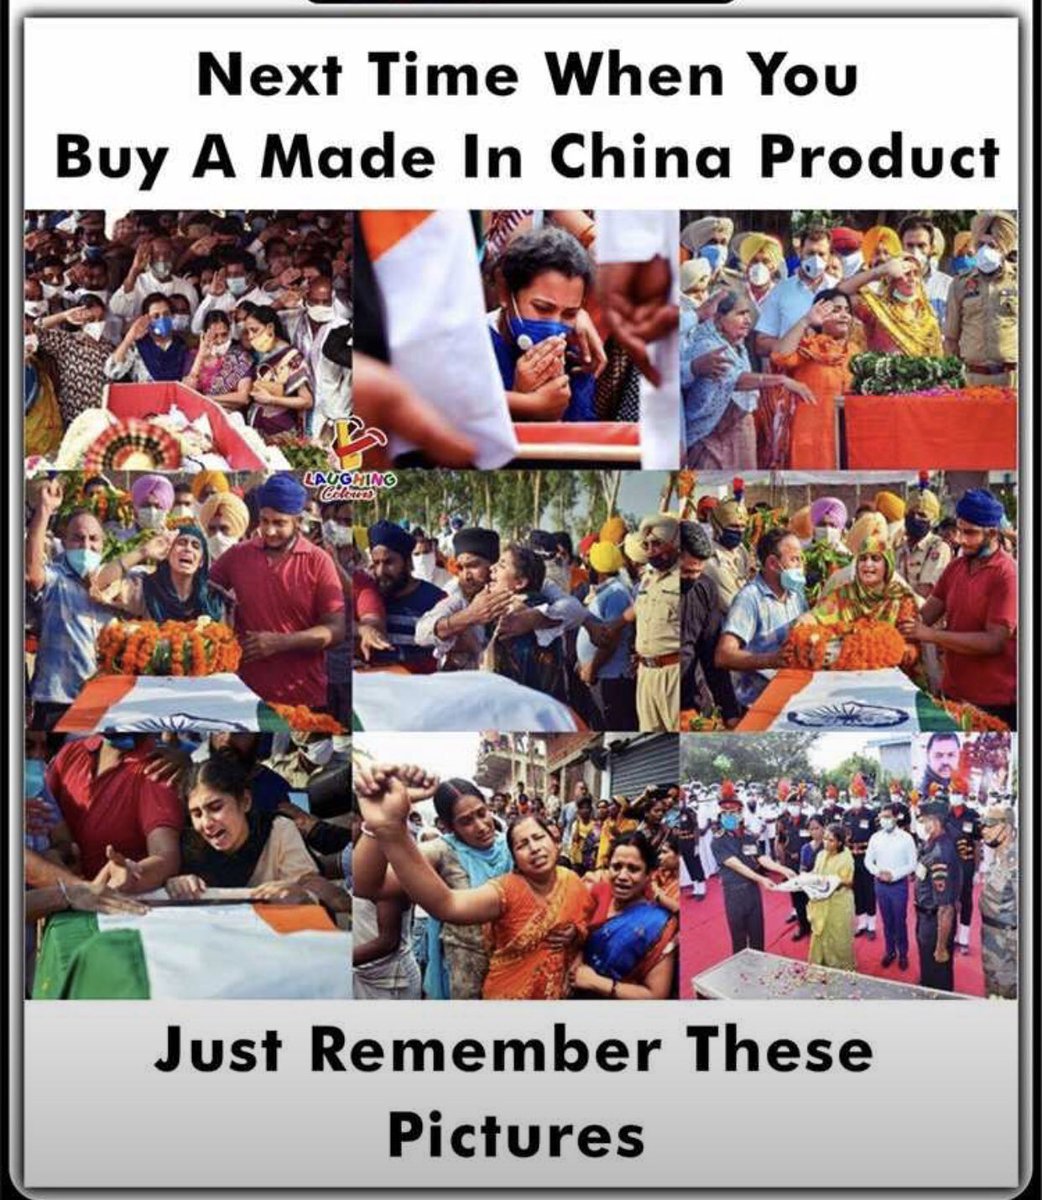 Next Time When You
Buy A Made In China Product
LAUGHING
Colours
Just Remember These
Pictures